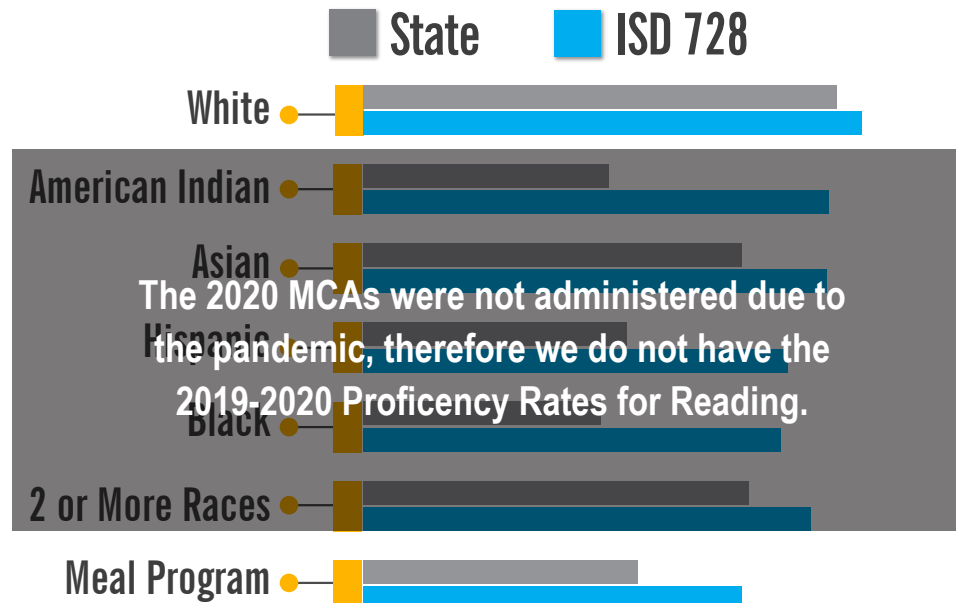 State ISD 728
White
American Indian
Asian
The 2020 MCAs were not administered due to
Hispanic
the pandemic, therefore we do not have the
2019-2020 Proficency Rates for Reading.
Black
2 or More Races
Meal Program